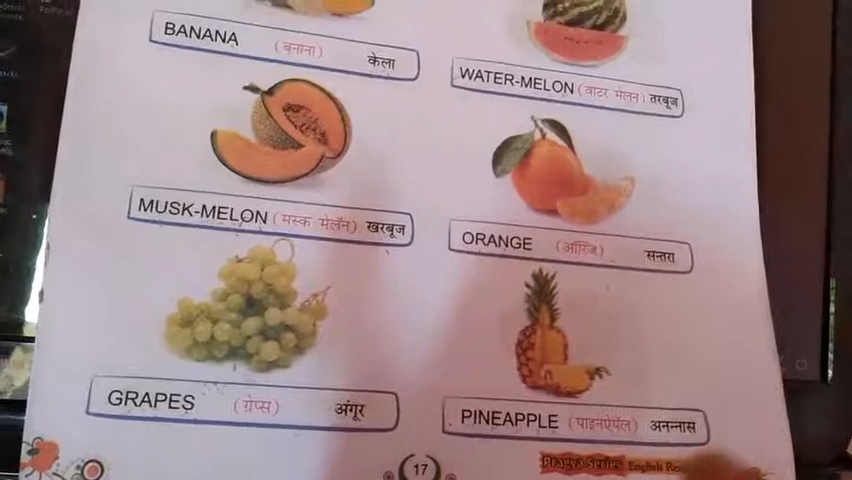 BANANA (बनाना) केला
WATER-MELON (वाटर मेलन) तरबूज
MUSK-MELON (मस्क मेलॅन) खरबूज
ORANGE (ऑरिंज) सन्तरा
GRAPES (ग्रेप्स) अंगूर
PINEAPPLE (पाइनऐपॅल) अनन्नास
17
Pragya Series English